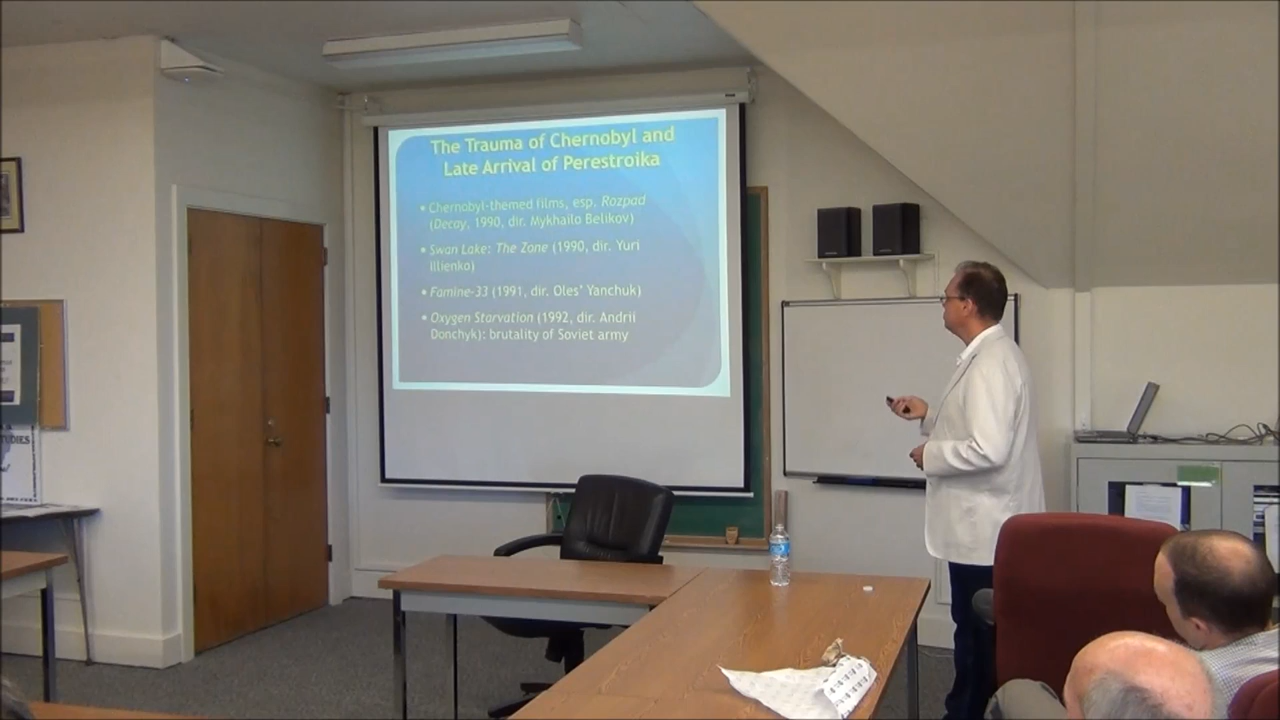 The Trauma of Chernobyl and
Late Arrival of Perestroika
• Chernobyl-themed films, esp. Rozpad
(Decay, 1990, dir. Mykhailo Belikov)
• Swan Lake: The Zone (1990, dir. Yuri
Illienko)
• Famine-33 (1991, dir. Oles' Yanchuk)
• Oxygen Starvation (1992, dir. Andrii
Donchyk): brutality of Soviet army